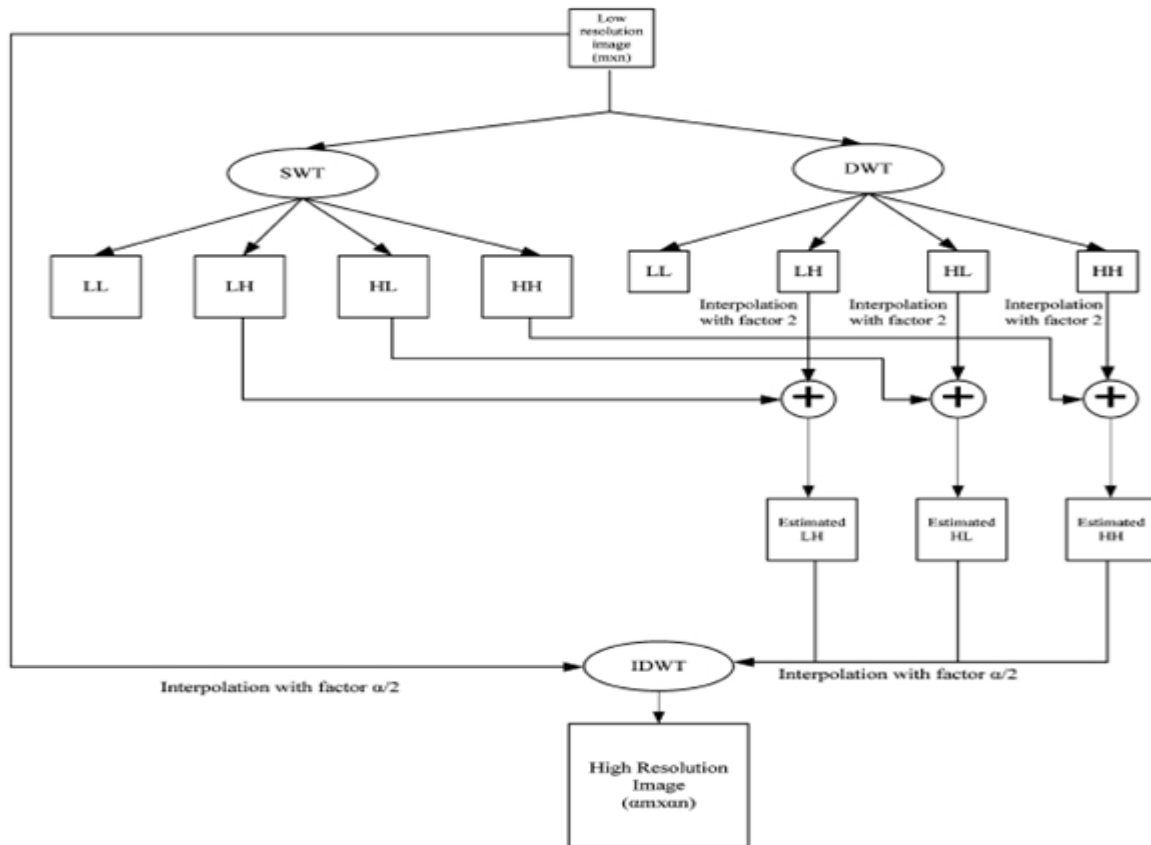 Low
resolution
image
(mxn)
SWT
DWT
LL
LH
HL
HH
LL
LH
HL
HH
Interpolation
with factor 2
Interpolation
with factor 2
Interpolation
with factor 2
+
+
+
Estimated
LH
Estimated
HL
Estimated
HH
IDWT
Interpolation with factor α/2
Interpolation with factor α/2
High Resolution
Image
(αmxαn)